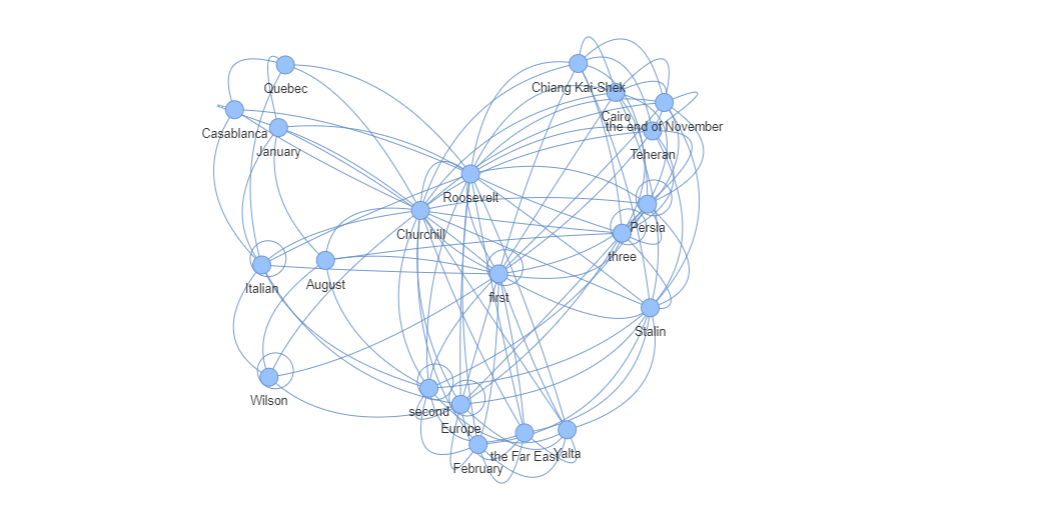 Quebec
Chiang Kai-Shek
Casablanca
Cairo
the end of November
January
Teheran
Roosevelt
Persia
Churchill
three
Italian
August
first
Stalin
Wilson
second
Europe
the Far East
Yalta
February